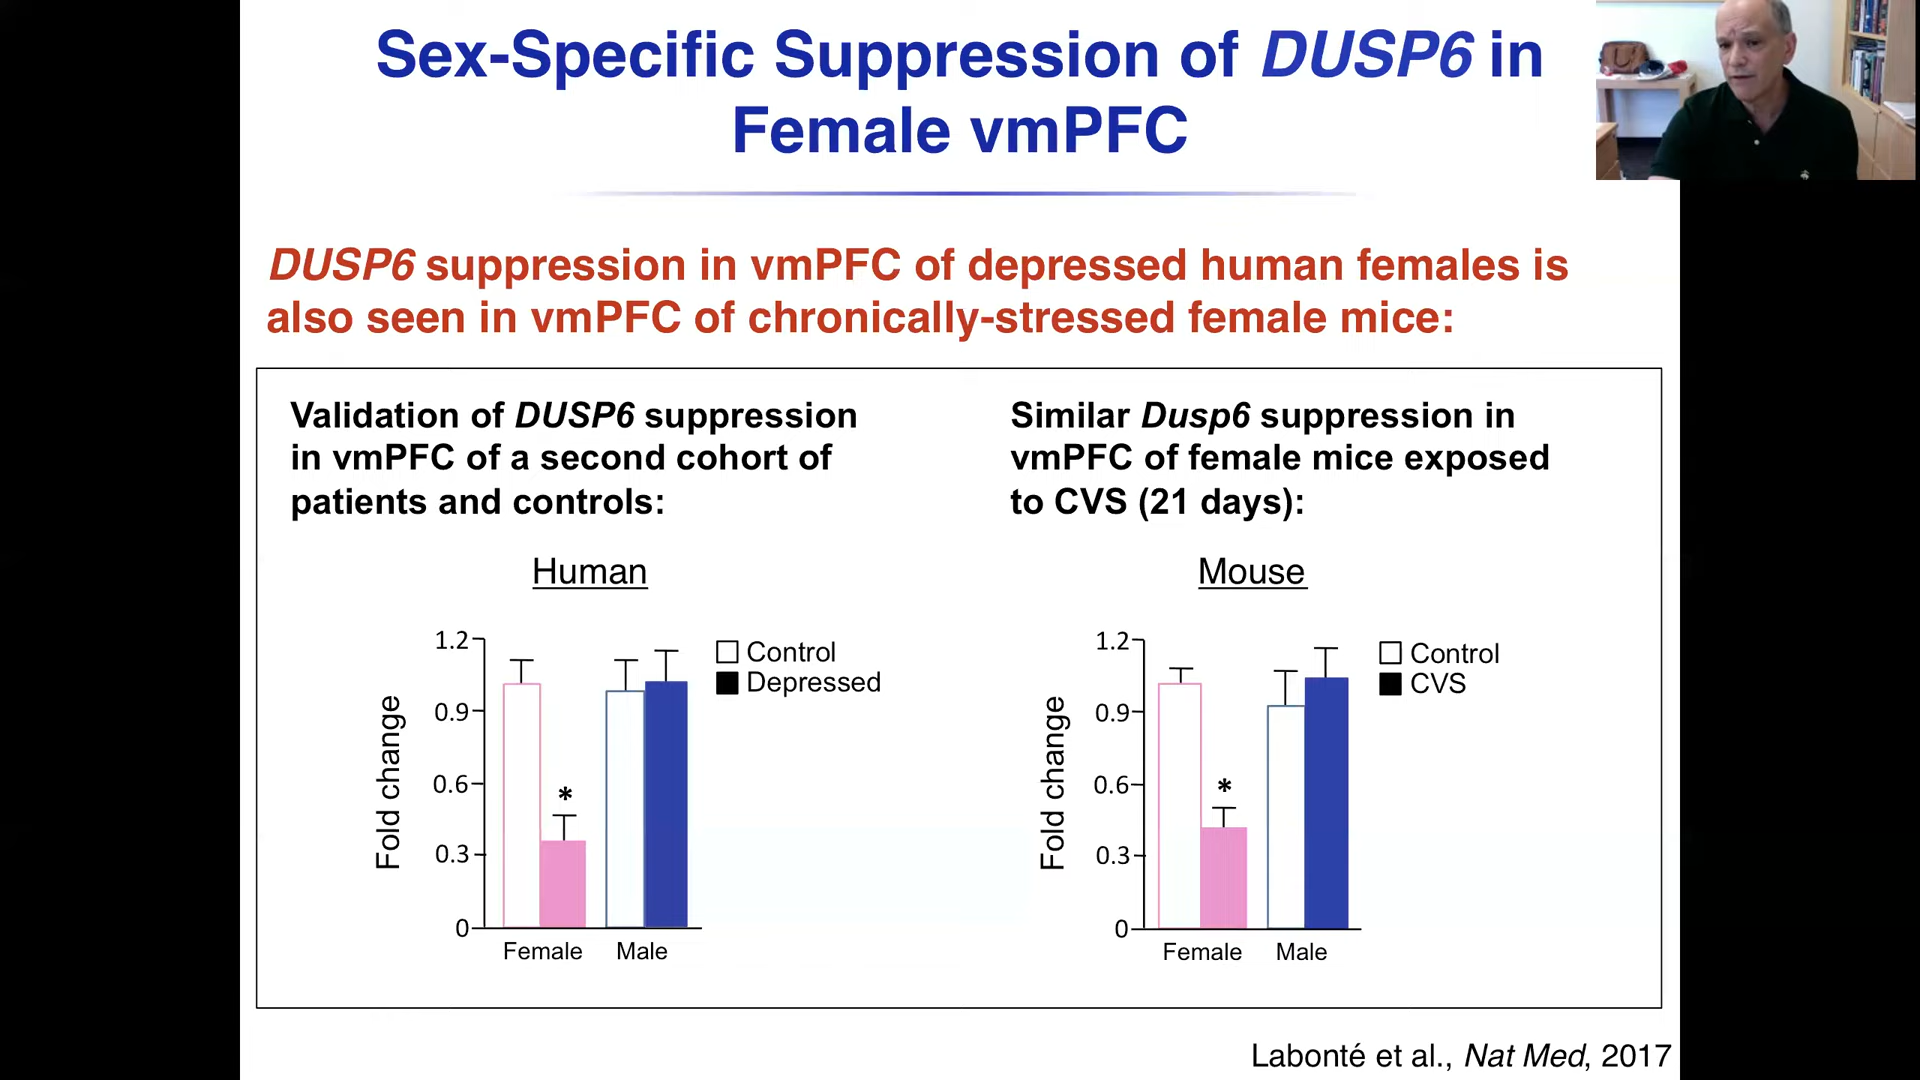 Sex-Specific Suppression of DUSP6 in
Female vmPFC
DUSP6 suppression in vmPFC of depressed human females is
also seen in vmPFC of chronically-stressed female mice:
Validation of DUSP6 suppression
in vmPFC of a second cohort of
patients and controls:
Human
1.2
0.9
0.6
0.3
0
Fold change
*
Female Male
Control
Depressed
Similar Dusp6 suppression in
vmPFC of female mice exposed
to CVS (21 days):
Mouse
1.2
0.9
0.6
0.3
0
Fold change
*
Female Male
Control
CVS
Labonté et al., Nat Med, 2017